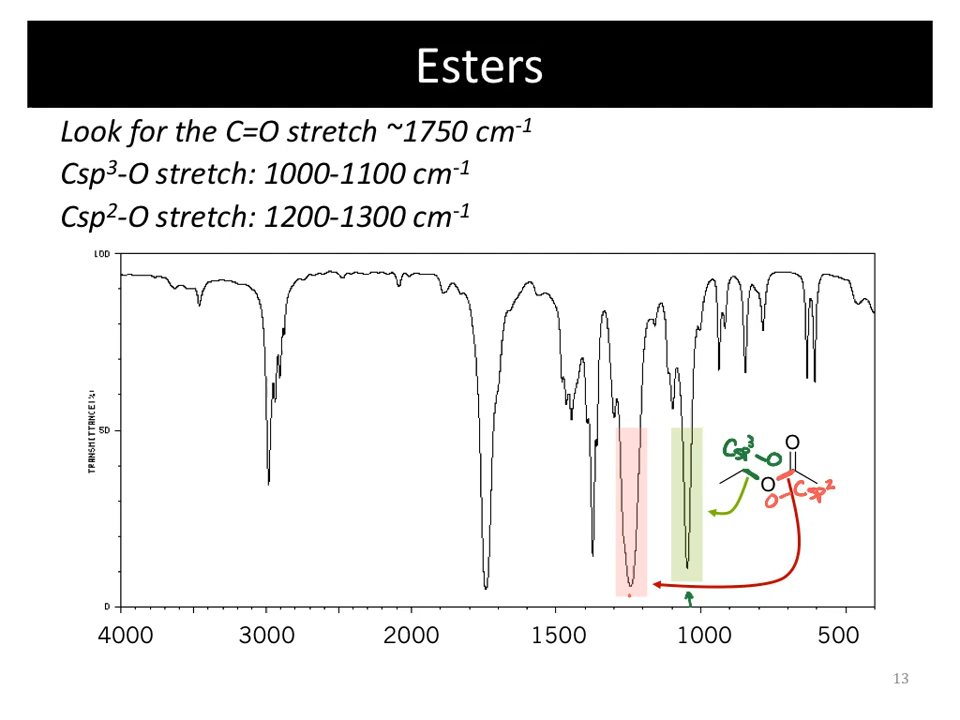 Esters
Look for the C=O stretch ~1750 cm⁻¹
Csp³-O stretch: 1000-1100 cm⁻¹
Csp²-O stretch: 1200-1300 cm⁻¹
100
50
0
TRANSMITTANCE(%)
4000 3000 2000 1500 1000 500
Csp³-O
O
O
O-Csp²
13